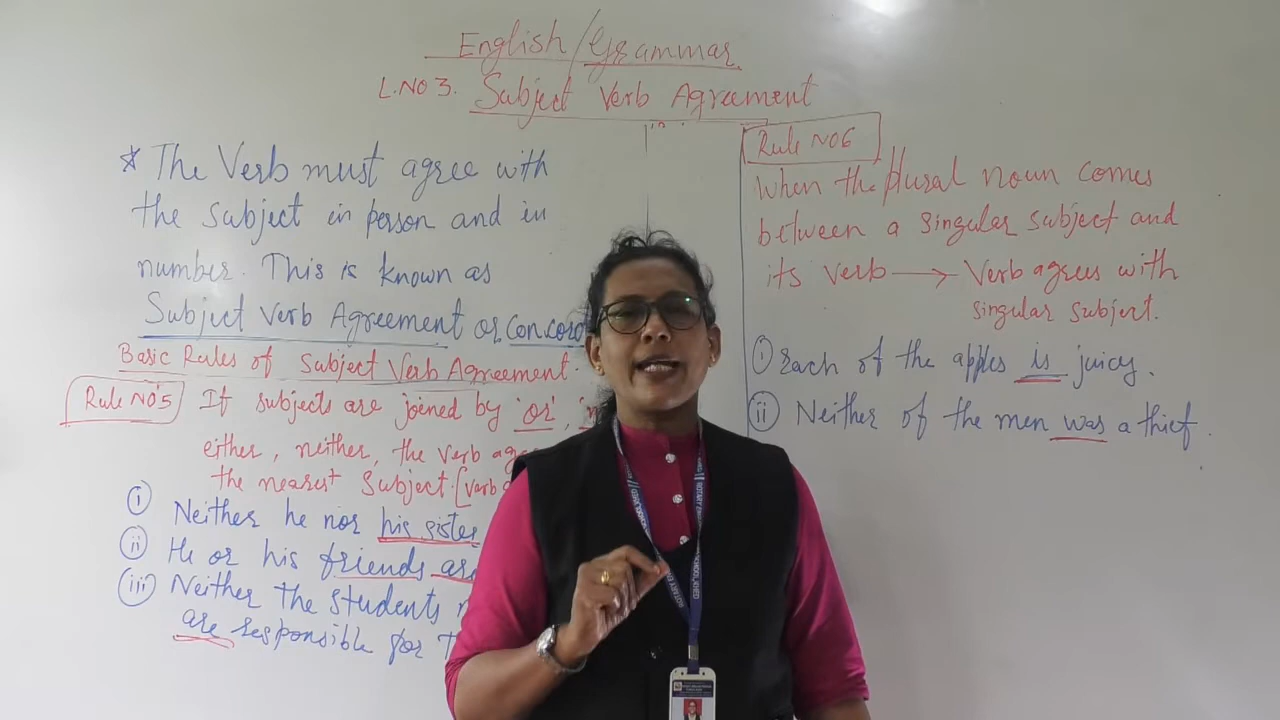 English/Grammar
L.NO 3. Subject Verb Agreement
* The Verb must agree with
the subject in person and in
number. This is known as
Subject Verb Agreement or Concord
Basic Rules of Subject Verb Agreement.
Rule NO 5 If subjects are joined by 'or',
either, neither, the verb
the nearest subject. [verb
i Neither he nor his sister
ii He or his friends are
iii Neither the students
are responsible for
Rule NO 6
When the plural noun comes
between a singular subject and
its verb → Verb agrees with
singular subject.
i Each of the apples is juicy.
ii Neither of the men was a thief.